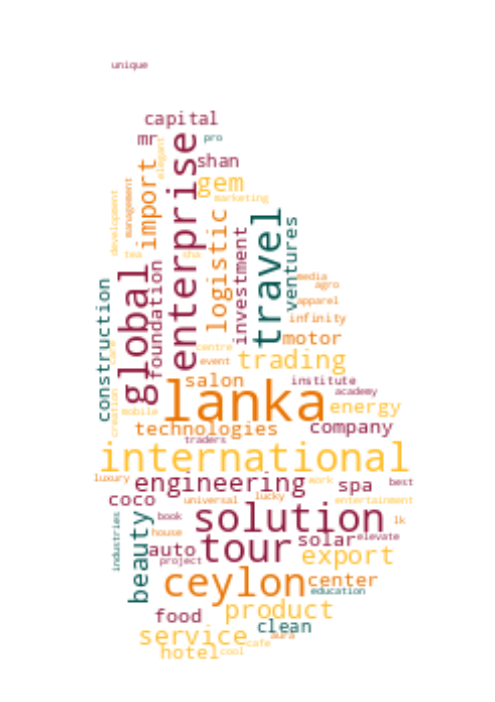 unique
capital
mr
pro
enterprise
elegant
shan
import
gem
management
development
marketing
logistic
travel
ventures
investment
tea
sha
global
foundation
media
agro
construction
apparel
infinity
motor
centre
trading
event
care
salon
institute
lanka
academy
creation
mobile
energy
technologies
company
traders
international
luxury
engineering
work
spa
best
coco
universal
lucky
entertainment
industries
beauty
book
solution
lk
house
auto
tour
solar
elevate
project
export
ceylon
center
education
product
food
clean
service
aura
hotel
cool
cafe